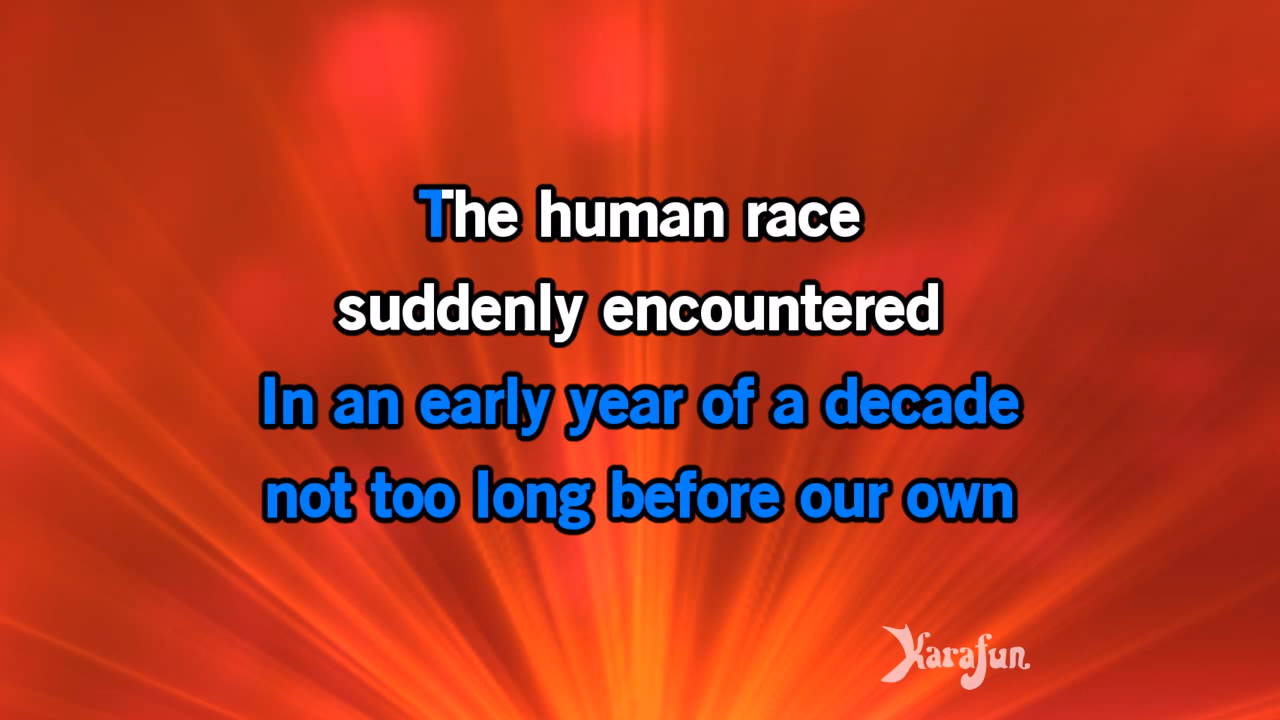 The human race
suddenly encountered
In an early year of a decade
not too long before our own
Karafun